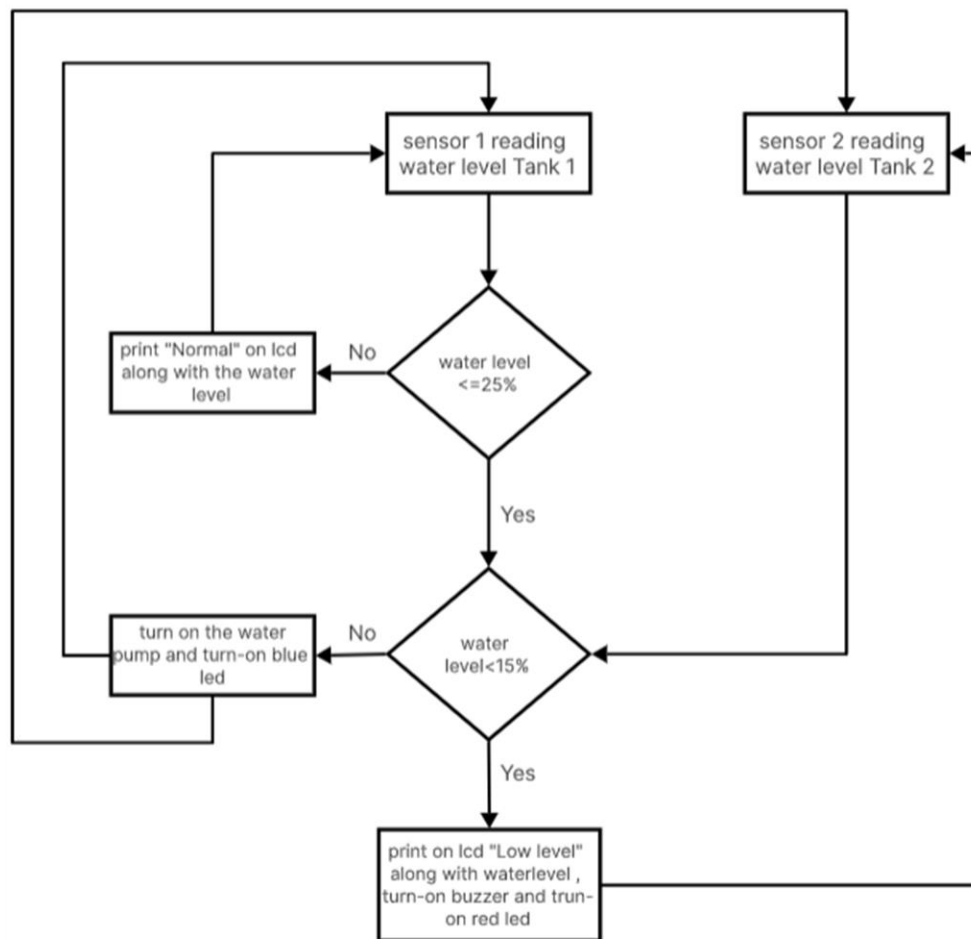 sensor 1 reading
water level Tank 1
sensor 2 reading
water level Tank 2
print "Normal" on lcd
along with the water
level
No
water level
<=25%
Yes
turn on the water
pump and turn-on blue
led
No
water
level<15%
Yes
print on lcd "Low level"
along with waterlevel ,
turn-on buzzer and trun-
on red led